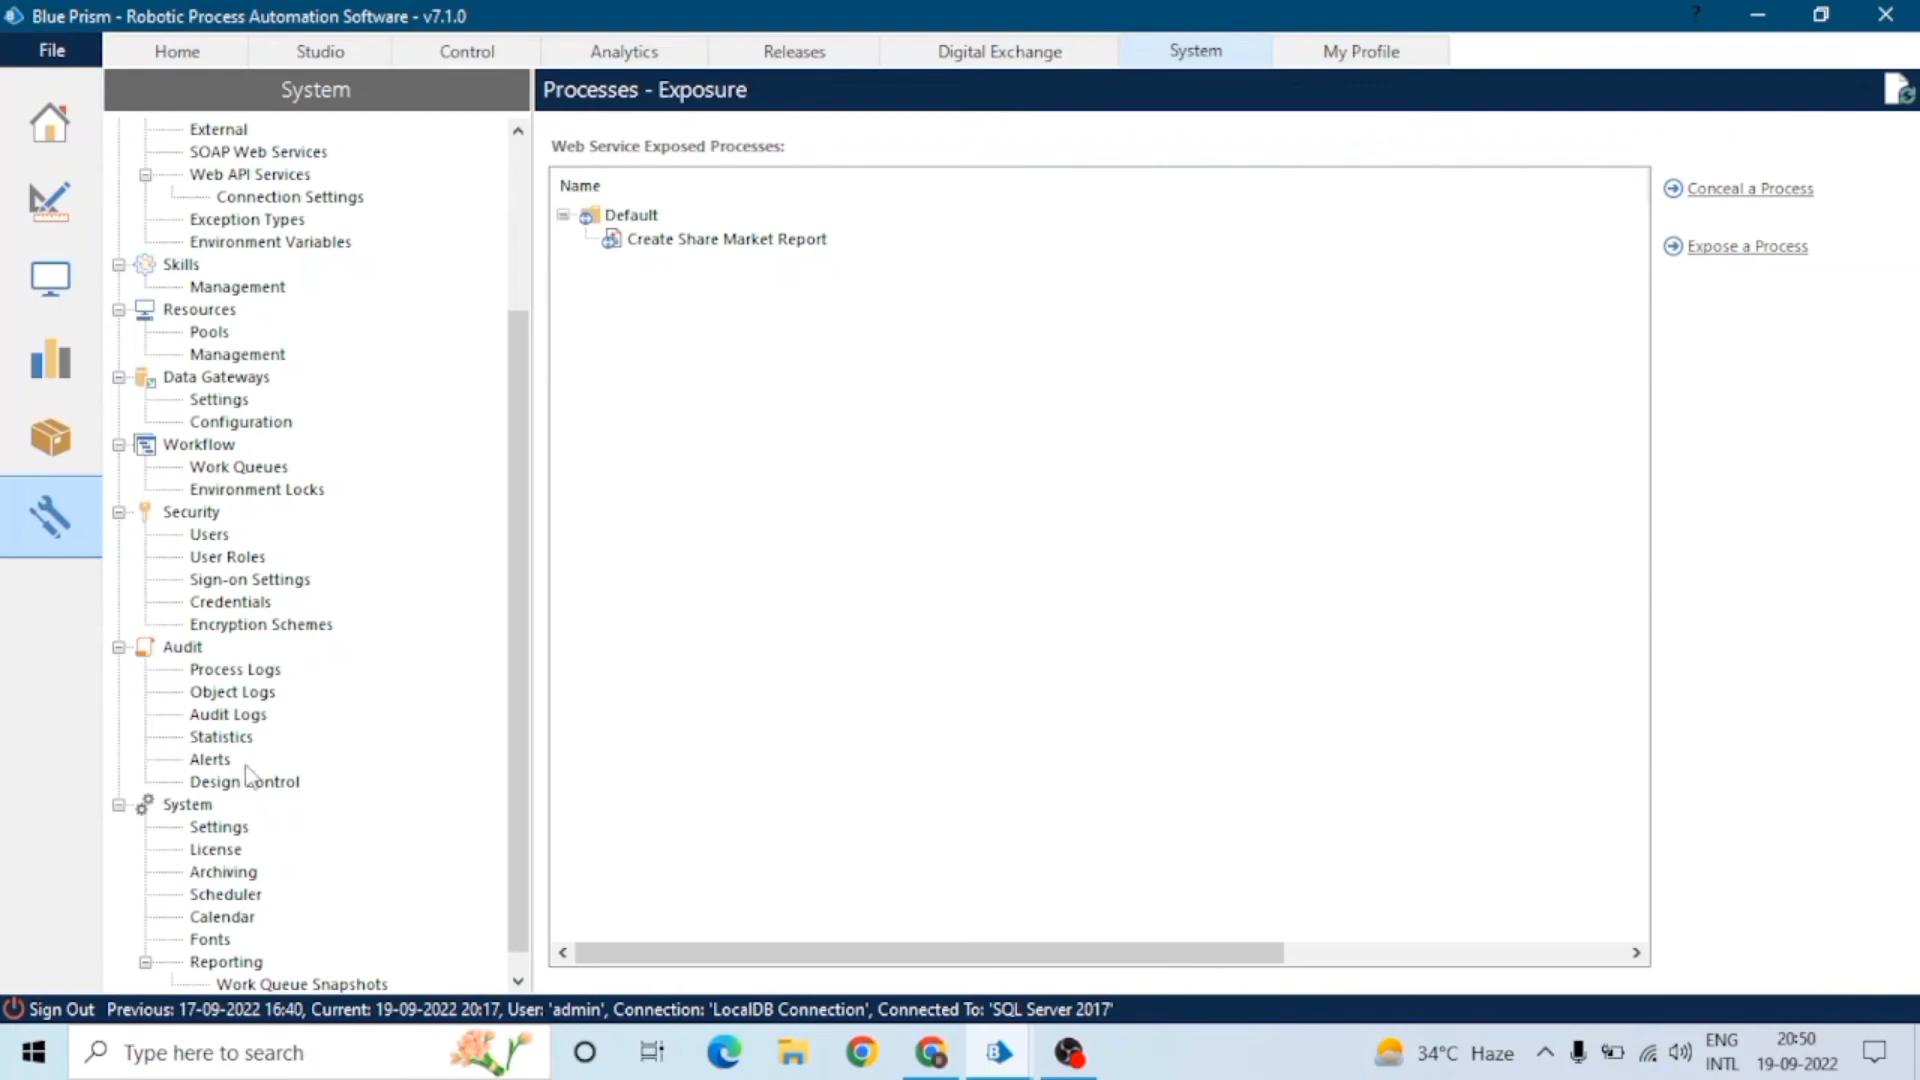 Blue Prism - Robotic Process Automation Software - v7.1.0
?
File
Home
Studio
Control
Analytics
Releases
Digital Exchange
System
My Profile
System
Processes - Exposure
External
SOAP Web Services
Web API Services
Connection Settings
Exception Types
Environment Variables
Skills
Management
Resources
Pools
Management
Data Gateways
Settings
Configuration
Workflow
Work Queues
Environment Locks
Security
Users
User Roles
Sign-on Settings
Credentials
Encryption Schemes
Audit
Process Logs
Object Logs
Audit Logs
Statistics
Alerts
Design Control
System
Settings
License
Archiving
Scheduler
Calendar
Fonts
Reporting
Work Queue Snapshots
Web Service Exposed Processes:
Name
Default
Create Share Market Report
Conceal a Process
Expose a Process
Sign Out Previous: 17-09-2022 16:40, Current: 19-09-2022 20:17, User: 'admin', Connection: 'LocalDB Connection', Connected To: 'SQL Server 2017'
Type here to search
34°C Haze
ENG
INTL
20:50
19-09-2022